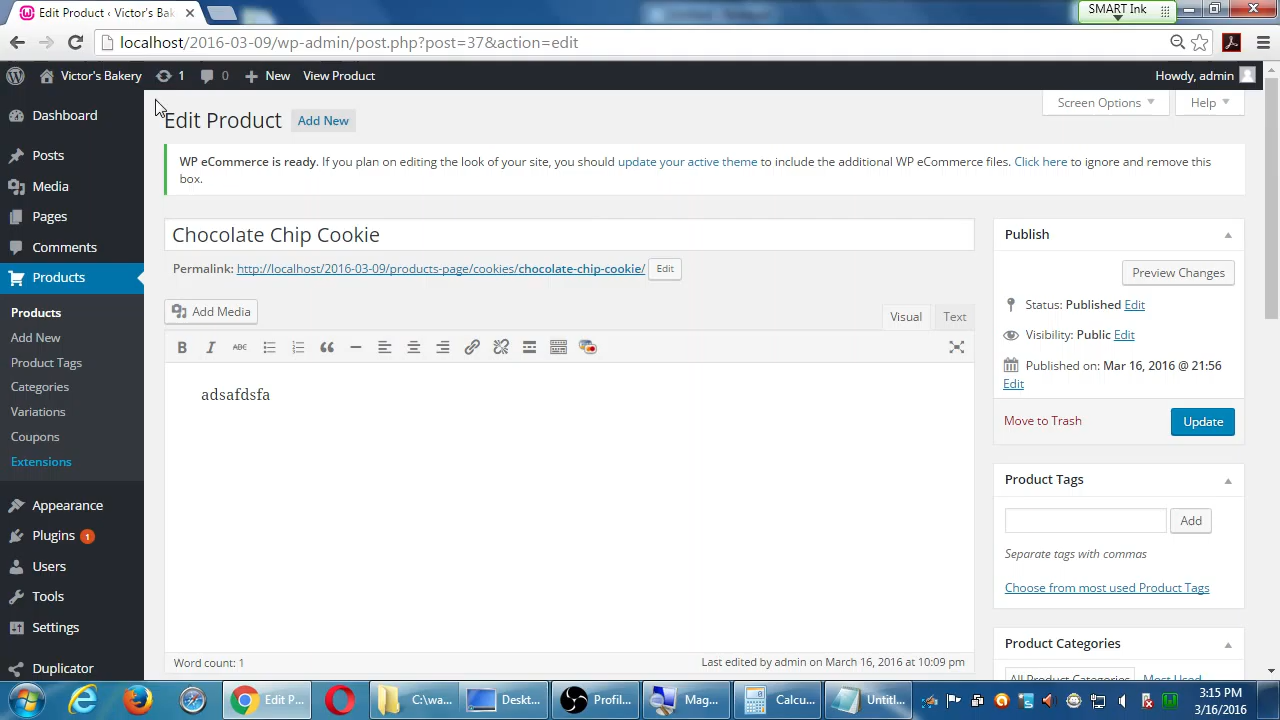 Edit Product ‹ Victor's Bak
SMART Ink
localhost/2016-03-09/wp-admin/post.php?post=37&action=edit
Victor's Bakery 1 0 New View Product Howdy, admin
Screen Options Help
Edit Product Add New
WP eCommerce is ready. If you plan on editing the look of your site, you should update your active theme to include the additional WP eCommerce files. Click here to ignore and remove this
box.
Dashboard
Posts
Media
Pages
Comments
Products
Products
Add New
Product Tags
Categories
Variations
Coupons
Extensions
Appearance
Plugins 1
Users
Tools
Settings
Duplicator
Chocolate Chip Cookie
Permalink: http://localhost/2016-03-09/products-page/cookies/chocolate-chip-cookie/ Edit
Add Media
Visual Text
B I ABC
adsafdsfa
Word count: 1
Last edited by admin on March 16, 2016 at 10:09 pm
Publish
Preview Changes
Status: Published Edit
Visibility: Public Edit
Published on: Mar 16, 2016 @ 21:56
Edit
Move to Trash Update
Product Tags
Add
Separate tags with commas
Choose from most used Product Tags
Product Categories
All Product Categories Most Used
Edit P... C:\wa... Deskt... Profil... Mag... Calcu... Untitl...
3:15 PM
3/16/2016